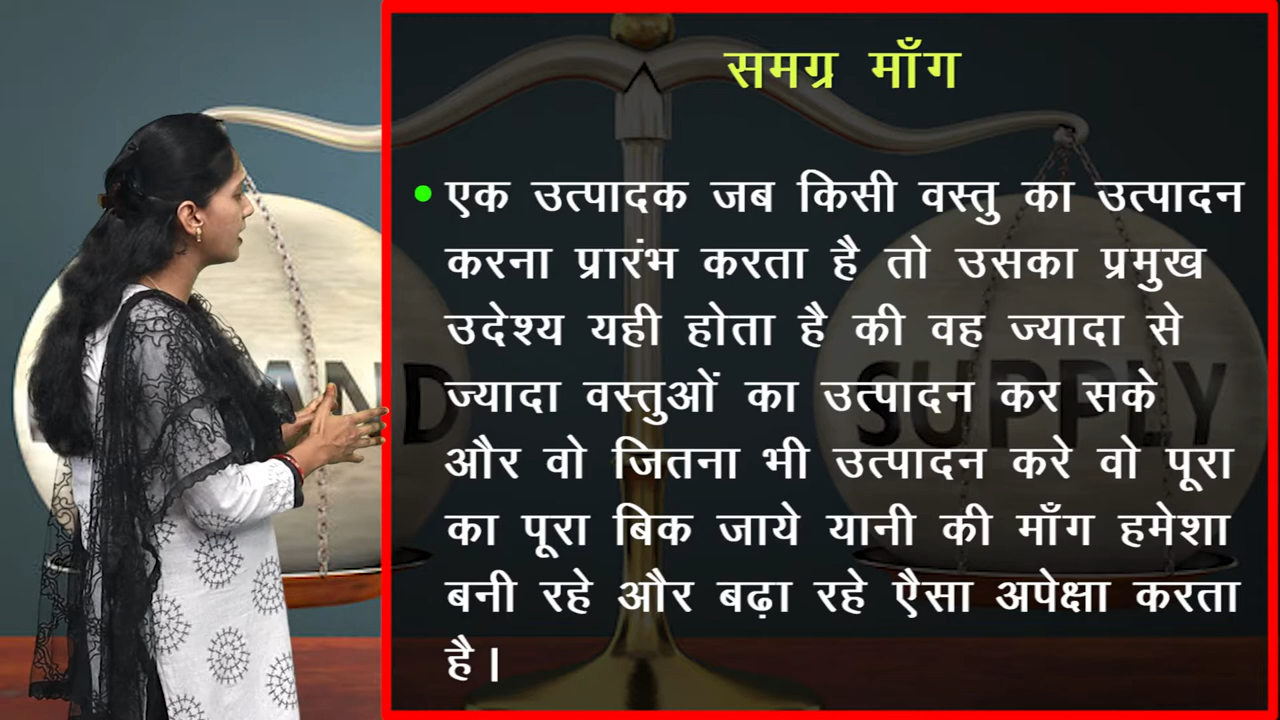 समग्र माँग
• एक उत्पादक जब किसी वस्तु का उत्पादन
करना प्रारंभ करता है तो उसका प्रमुख
उदेश्य यही होता है की वह ज्यादा से
ज्यादा वस्तुओं का उत्पादन कर सके
और वो जितना भी उत्पादन करे वो पूरा
का पूरा बिक जाये यानी की माँग हमेशा
बनी रहे और बढ़ा रहे एैसा अपेक्षा करता
है।
SUPPLY